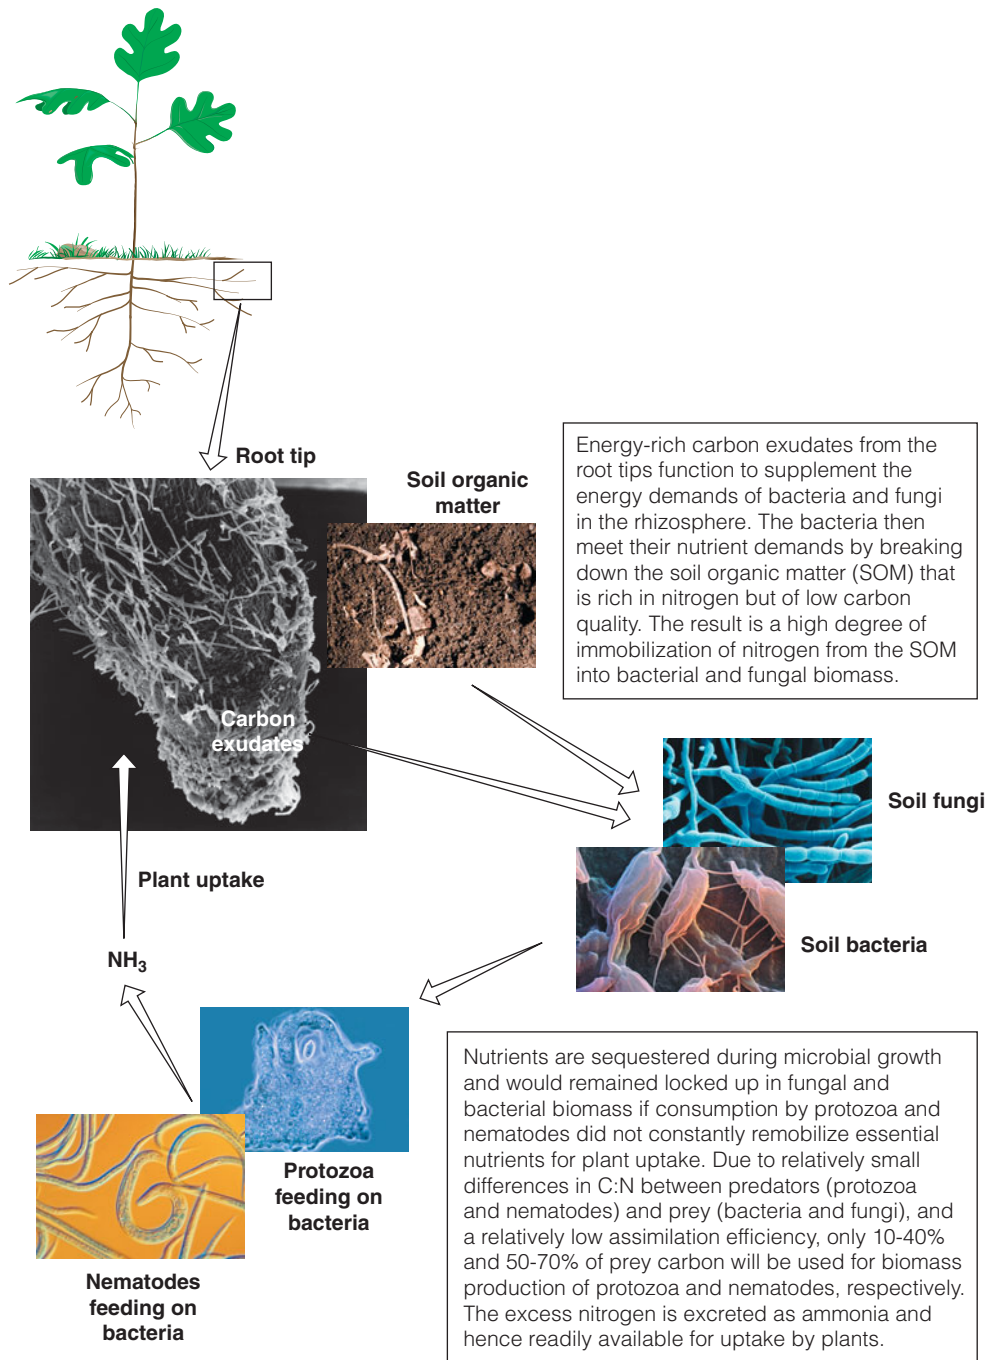 Root tip
Soil organic
matter
Energy-rich carbon exudates from the
root tips function to supplement the
energy demands of bacteria and fungi
in the rhizosphere. The bacteria then
meet their nutrient demands by breaking
down the soil organic matter (SOM) that
is rich in nitrogen but of low carbon
quality. The result is a high degree of
immobilization of nitrogen from the SOM
into bacterial and fungal biomass.
Carbon
exudates
Soil fungi
Plant uptake
Soil bacteria
NH₃
Protozoa
feeding on
bacteria
Nematodes
feeding on
bacteria
Nutrients are sequestered during microbial growth
and would remained locked up in fungal and
bacterial biomass if consumption by protozoa and
nematodes did not constantly remobilize essential
nutrients for plant uptake. Due to relatively small
differences in C:N between predators (protozoa
and nematodes) and prey (bacteria and fungi), and
a relatively low assimilation efficiency, only 10-40%
and 50-70% of prey carbon will be used for biomass
production of protozoa and nematodes, respectively.
The excess nitrogen is excreted as ammonia and
hence readily available for uptake by plants.